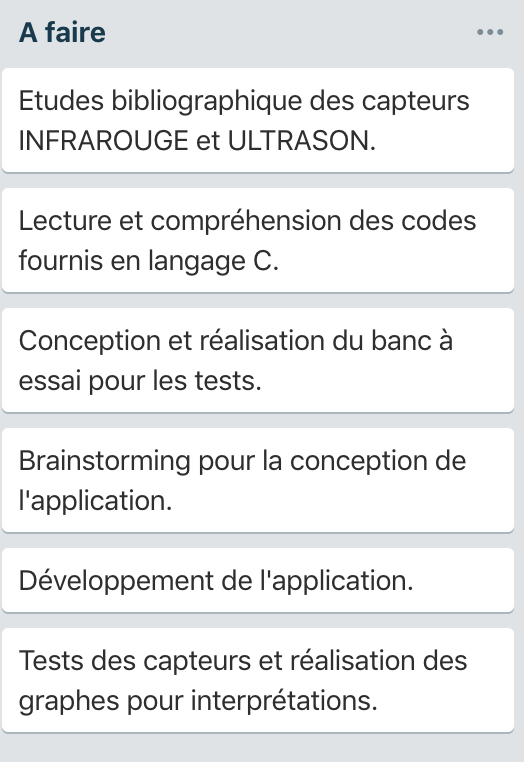 A faire
Etudes bibliographique des capteurs
INFRAROUGE et ULTRASON.
Lecture et compréhension des codes
fournis en langage C.
Conception et réalisation du banc à
essai pour les tests.
Brainstorming pour la conception de
l'application.
Développement de l'application.
Tests des capteurs et réalisation des
graphes pour interprétations.